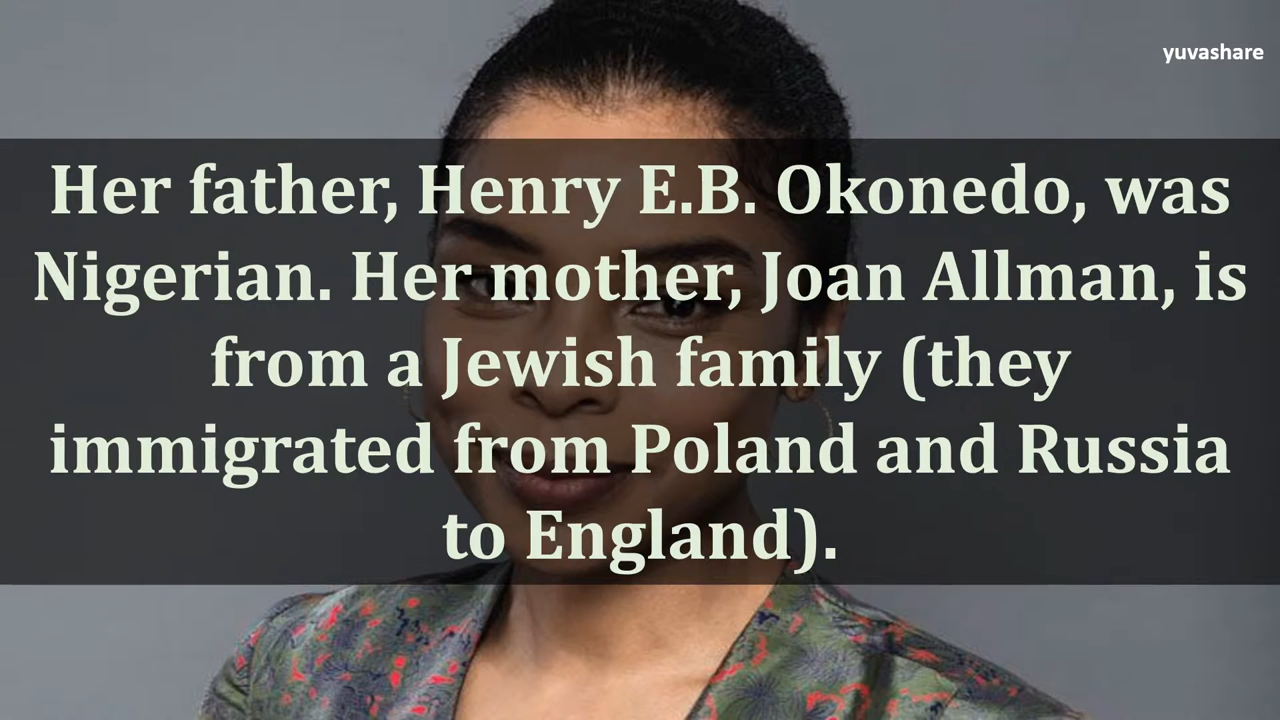 yuvashare
Her father, Henry E.B. Okonedo, was
Nigerian. Her mother, Joan Allman, is
from a Jewish family (they
immigrated from Poland and Russia
to England).